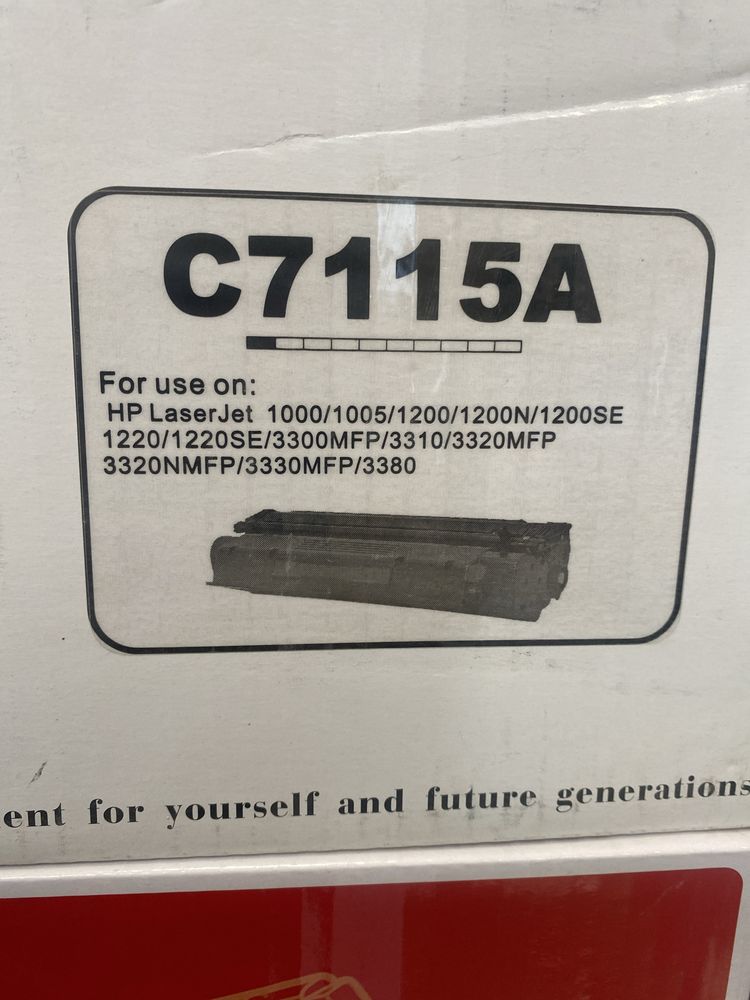 C7115A
For use on:
HP LaserJet 1000/1005/1200/1200N/1200SE
1220/1220SE/3300MFP/3310/3320MFP
3320NMFP/3330MFP/3380
for yourself and future generations